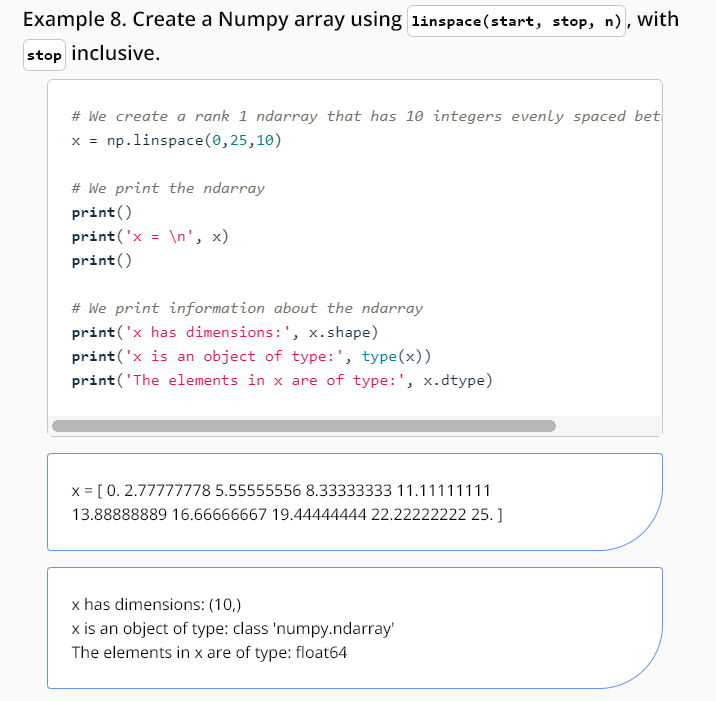 Example 8. Create a Numpy array using linspace(start, stop, n), with
stop inclusive.
# We create a rank 1 ndarray that has 10 integers evenly spaced bet
x = np.linspace(0,25,10)
# We print the ndarray
print()
print('x = \n', x)
print()
# We print information about the ndarray
print('x has dimensions:', x.shape)
print('x is an object of type:', type(x))
print('The elements in x are of type:', x.dtype)
x = [ 0. 2.77777778 5.55555556 8.33333333 11.11111111
13.88888889 16.66666667 19.44444444 22.22222222 25. ]
x has dimensions: (10,)
x is an object of type: class 'numpy.ndarray'
The elements in x are of type: float64